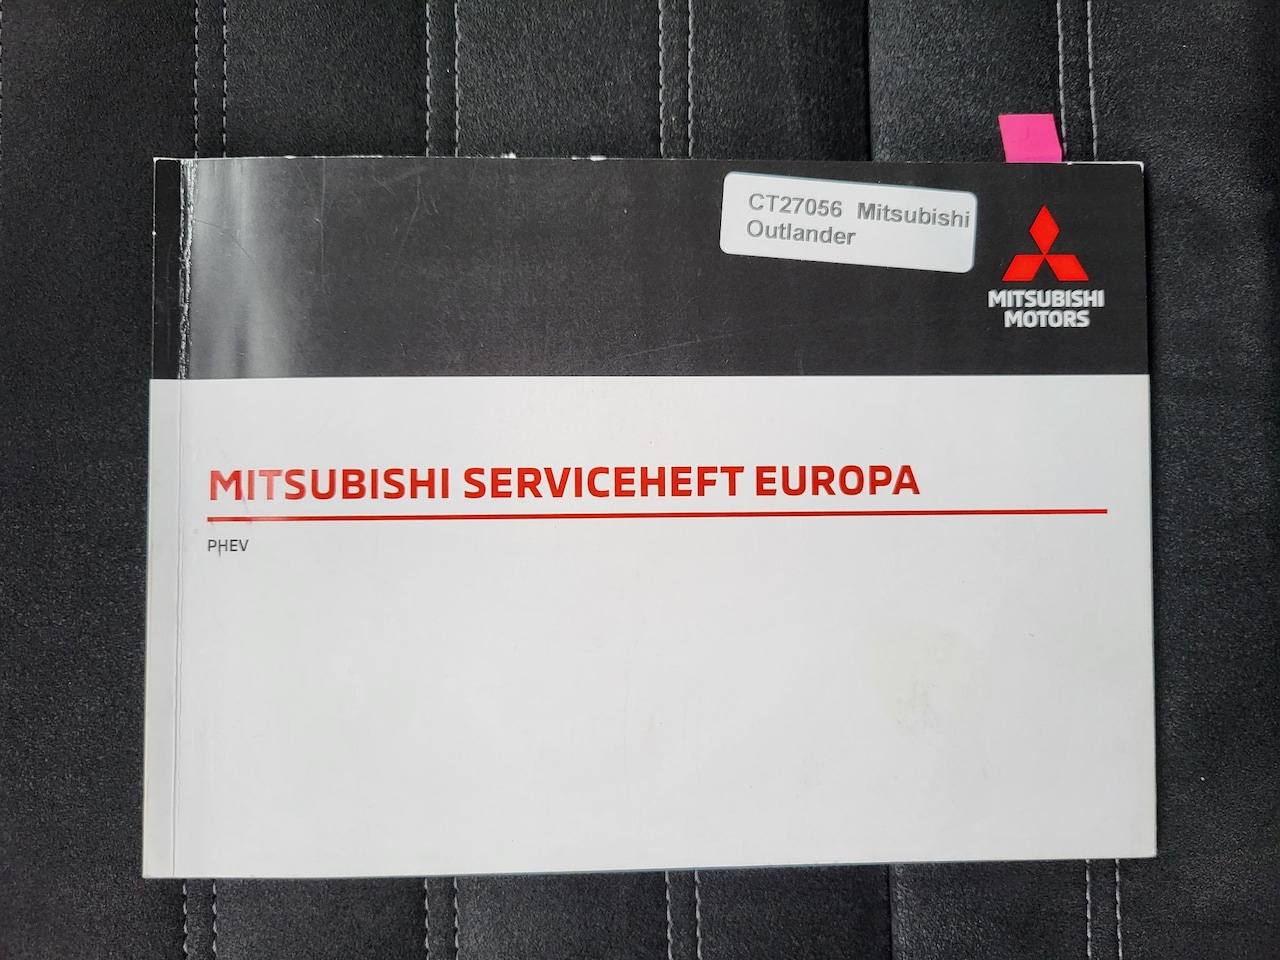 CT27056 Mitsubishi
Outlander
MITSUBISHI
MOTORS
MITSUBISHI SERVICEHEFT EUROPA
PHEV